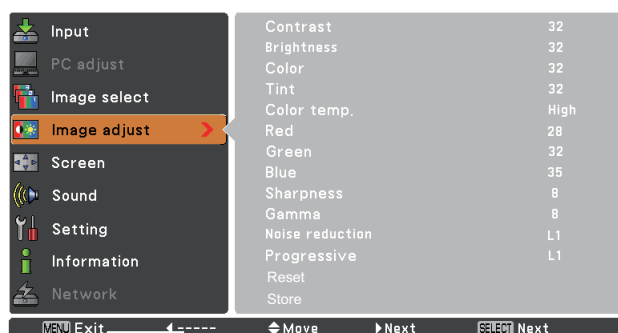 Input
PC adjust
Image select
Image adjust
Screen
Sound
Setting
Information
Network
Contrast 32
Brightness 32
Color 32
Tint 32
Color temp. High
Red 28
Green 32
Blue 35
Sharpness 8
Gamma 8
Noise reduction L1
Progressive L1
Reset
Store
MENU Exit ◀----- ◆Move ▶Next SELECT Next